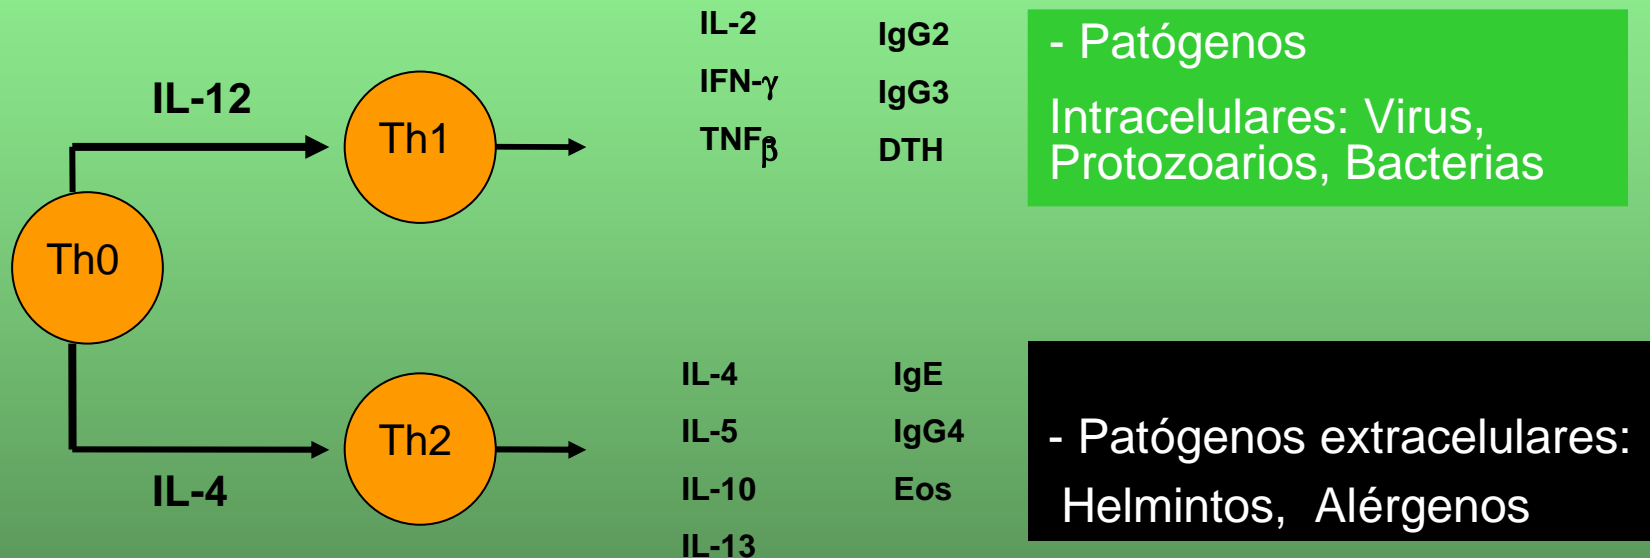 IL-12
Th0
IL-4
Th1
IL-2
IFN-γ
TNFβ
IgG2
IgG3
DTH
- Patógenos
Intracelulares: Virus,
Protozoarios, Bacterias
Th2
IL-4
IL-5
IL-10
IL-13
IgE
IgG4
Eos
- Patógenos extracelulares:
Helmintos, Alérgenos